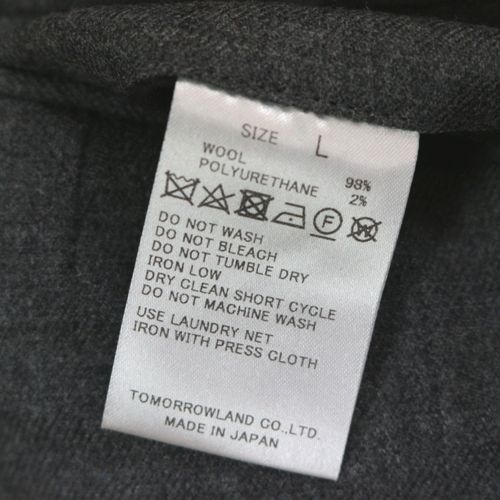 SIZE L
WOOL 98%
POLYURETHANE 2%
F W
DO NOT WASH
DO NOT BLEACH
DO NOT TUMBLE DRY
IRON LOW
DRY CLEAN SHORT CYCLE
DO NOT MACHINE WASH
USE LAUNDRY NET
IRON WITH PRESS CLOTH
TOMORROWLAND CO.,LTD.
MADE IN JAPAN